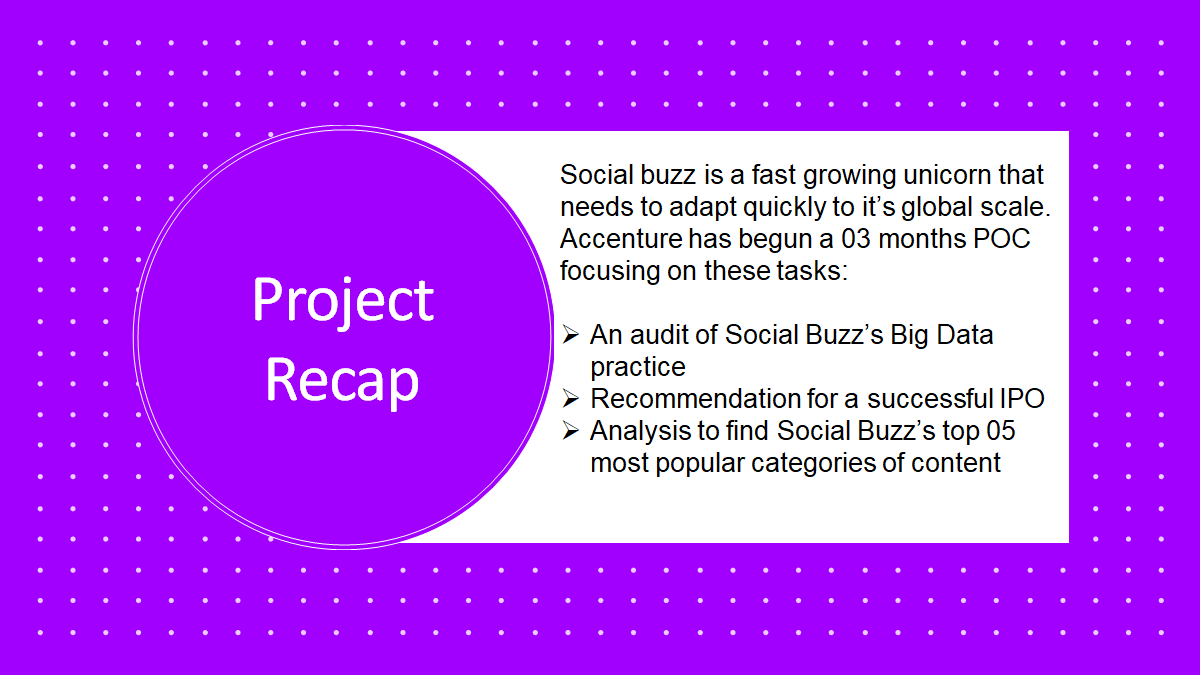 Project
Recap
Social buzz is a fast growing unicorn that
needs to adapt quickly to it’s global scale.
Accenture has begun a 03 months POC
focusing on these tasks:
➢ An audit of Social Buzz’s Big Data
practice
➢ Recommendation for a successful IPO
➢ Analysis to find Social Buzz’s top 05
most popular categories of content